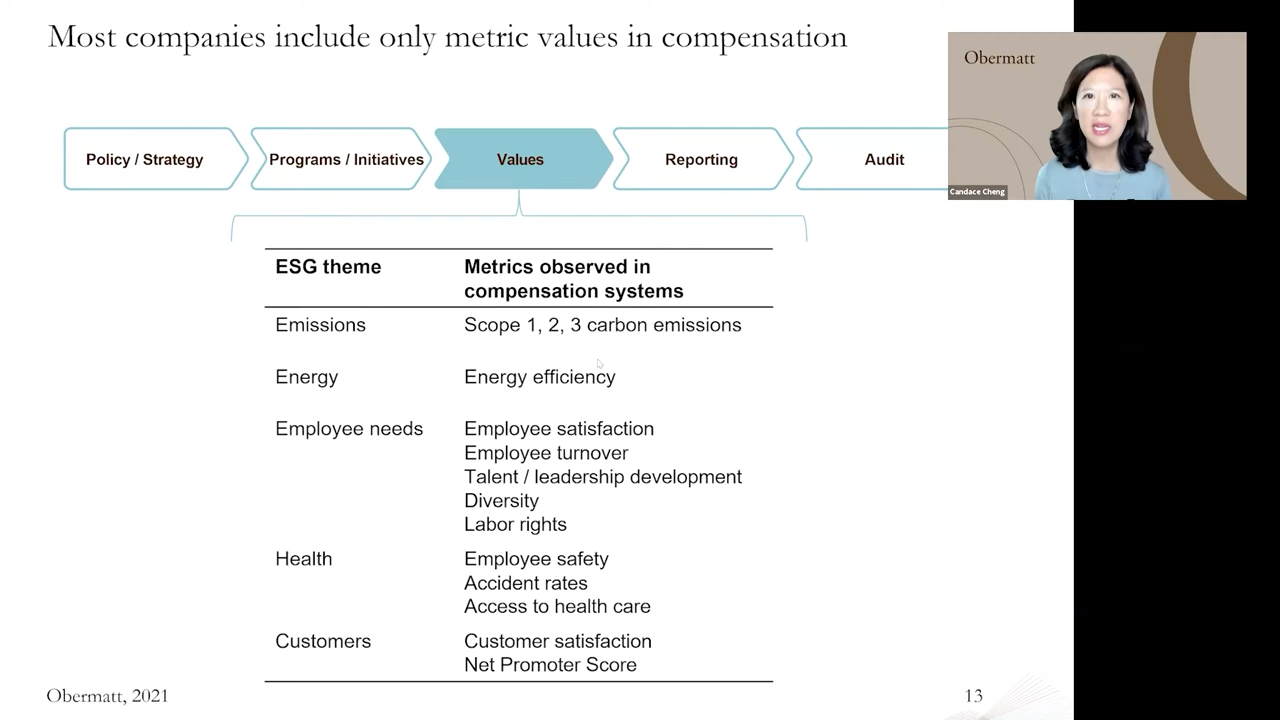 Most companies include only metric values in compensation
Obermatt
Candace Cheng
Policy / Strategy
Programs / Initiatives
Values
Reporting
Audit
ESG theme
Metrics observed in
compensation systems
Emissions
Scope 1, 2, 3 carbon emissions
Energy
Energy efficiency
Employee needs
Employee satisfaction
Employee turnover
Talent / leadership development
Diversity
Labor rights
Health
Employee safety
Accident rates
Access to health care
Customers
Customer satisfaction
Net Promoter Score
Obermatt, 2021
13